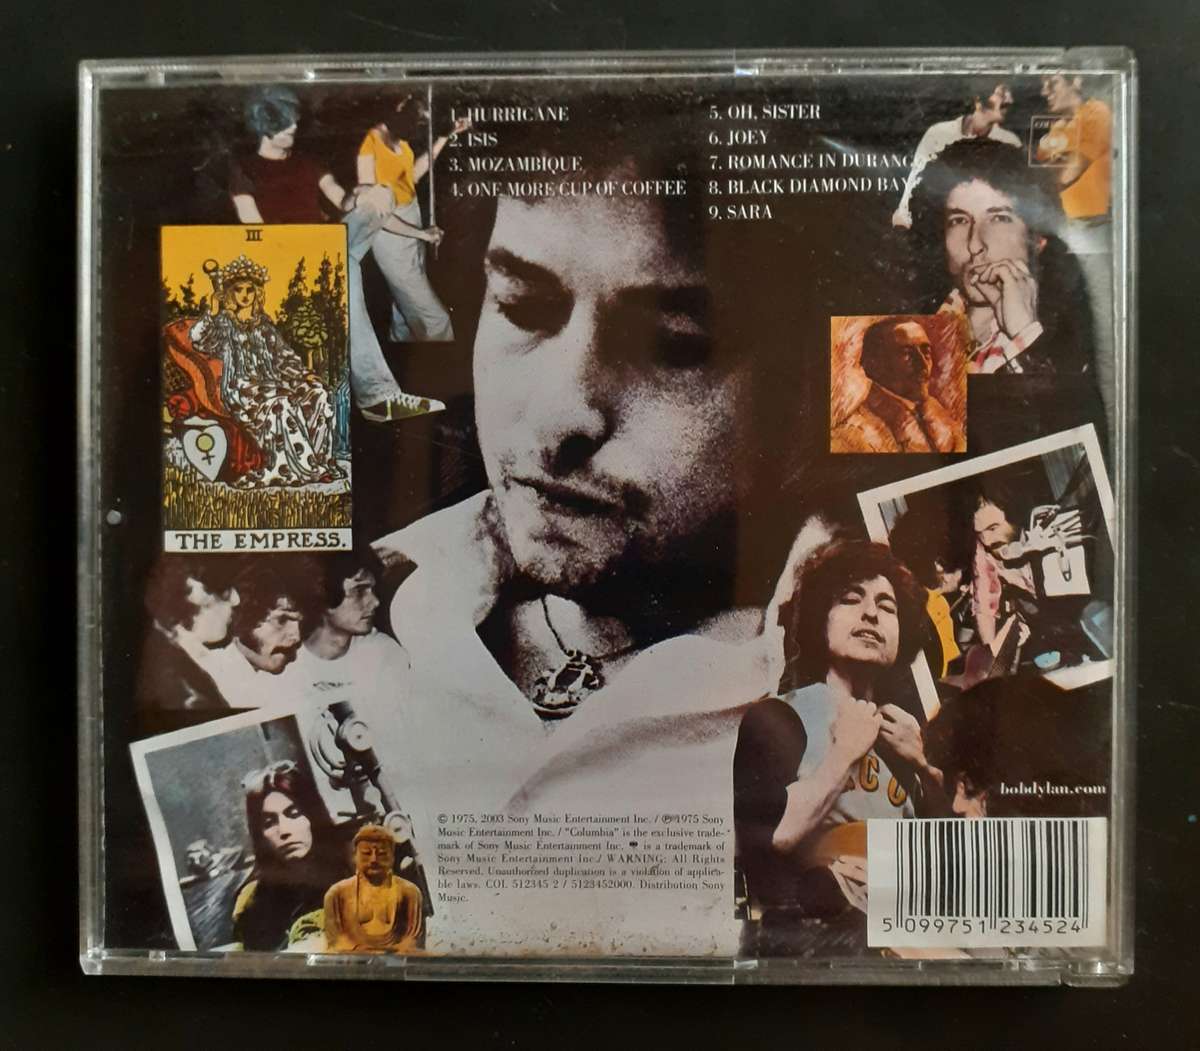 1. HURRICANE
2. ISIS
3. MOZAMBIQUE
4. ONE MORE CUP OF COFFEE
5. OH, SISTER
6. JOEY
7. ROMANCE IN DURANG
8. BLACK DIAMOND BAY
9. SARA
III
THE EMPRESS.
bobdylan.com
© 1975, 2003 Sony Music Entertainment Inc. / ℗ 1975 Sony
Music Entertainment Inc. / "Columbia" is the exclusive trade-
mark of Sony Music Entertainment Inc. is a trademark of
Sony Music Entertainment Inc./ WARNING: All Rights
Reserved. Unauthorized duplication is a violation of applica-
ble laws. COL 512345 2 / 5123452000. Distribution Sony
Music.
5 099751 234524